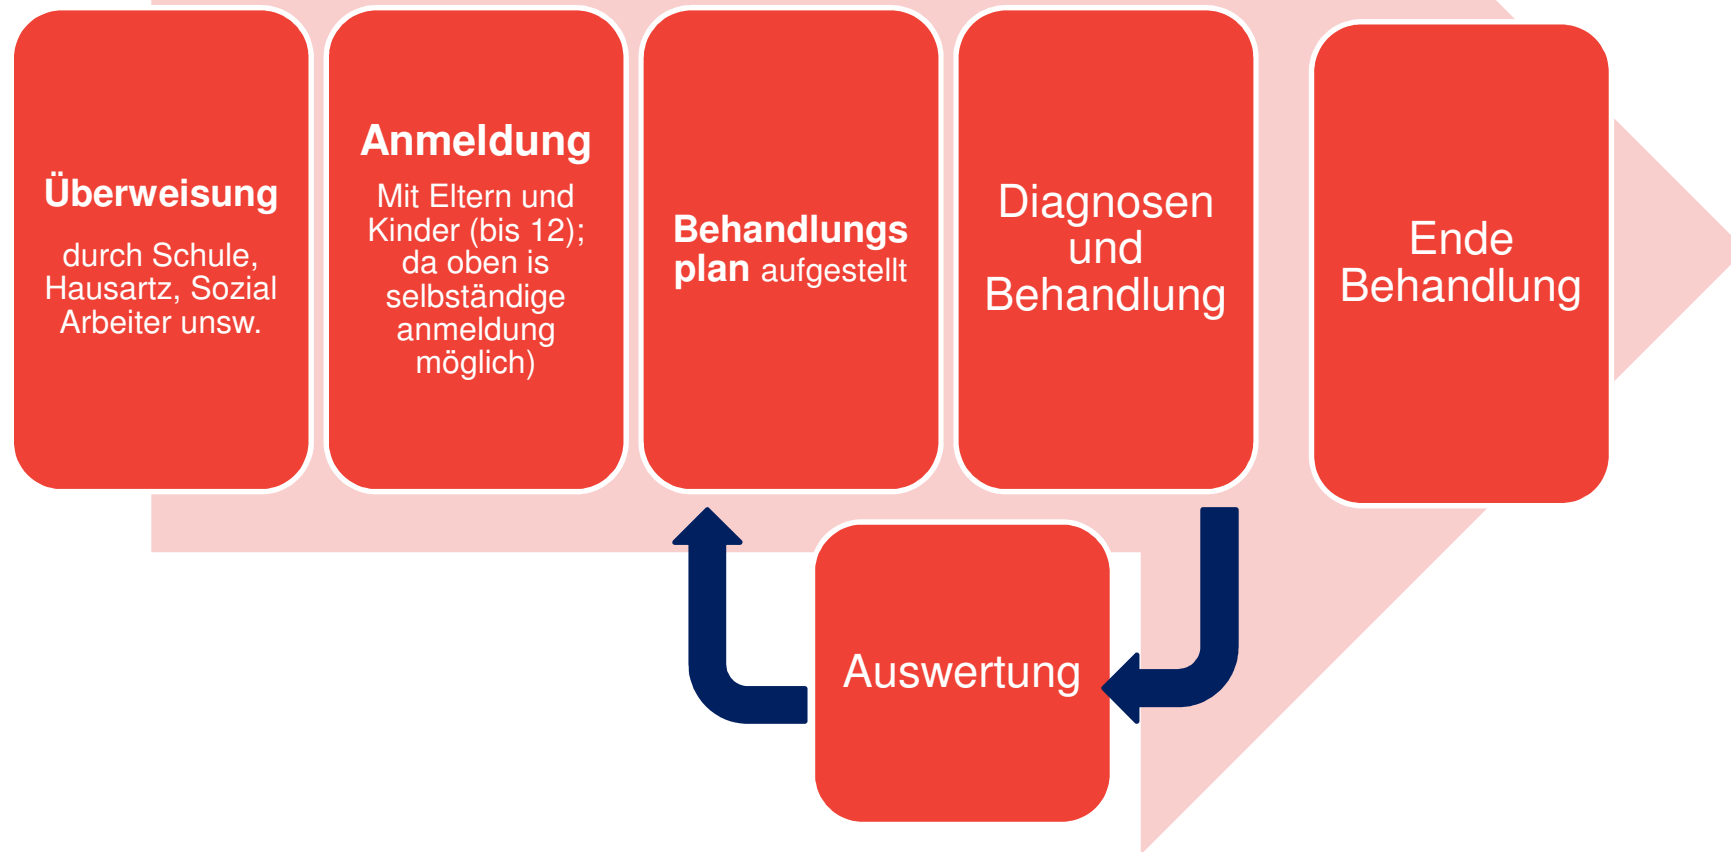 Überweisung
durch Schule,
Hausartz, Sozial
Arbeiter unsw.
Anmeldung
Mit Eltern und
Kinder (bis 12);
da oben is
selbständige
anmeldung
möglich)
Behandlungs
plan aufgestellt
Diagnosen
und
Behandlung
Ende
Behandlung
Auswertung